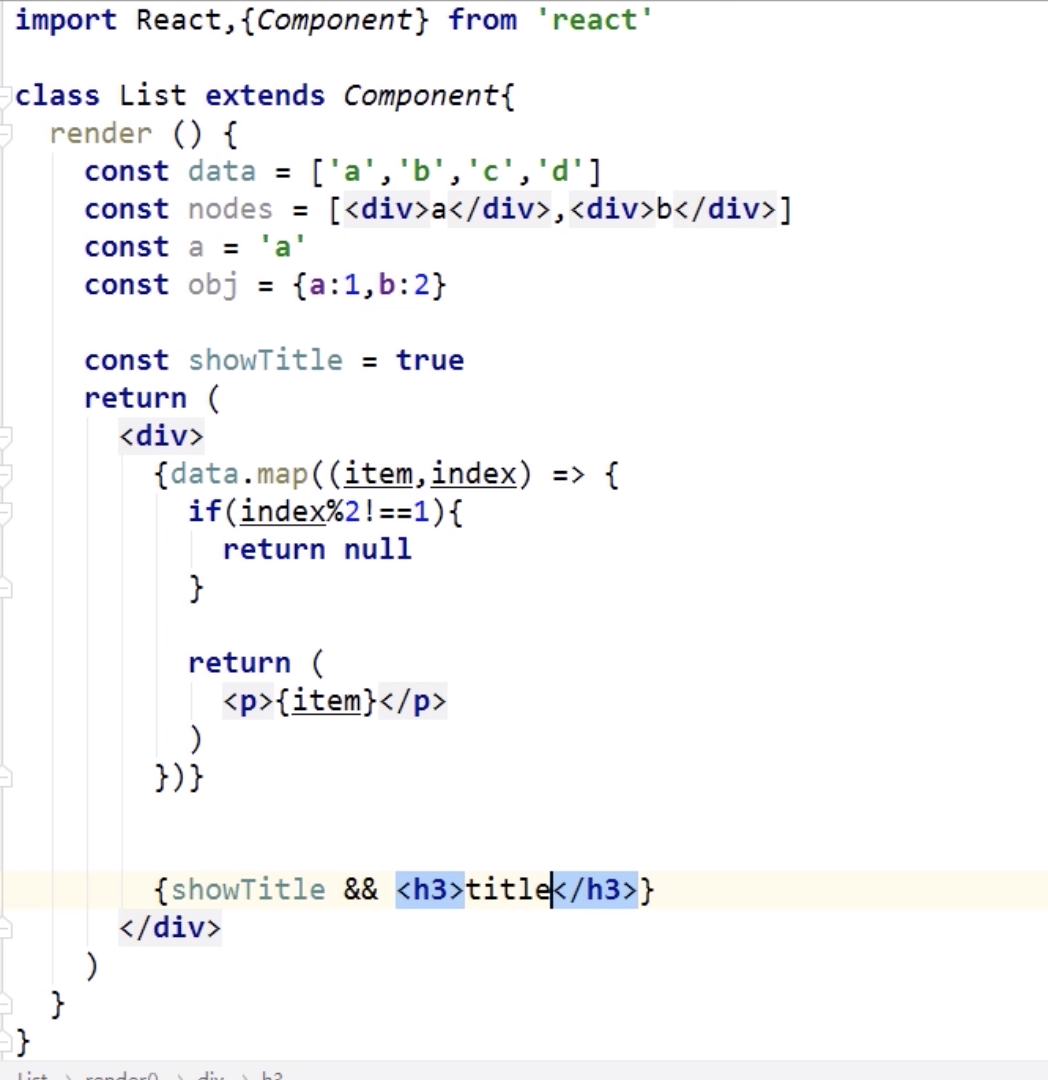 import React,{Component} from 'react'
class List extends Component{
render () {
const data = ['a','b','c','d']
const nodes = [<div>a</div>,<div>b</div>]
const a = 'a'
const obj = {a:1,b:2}
const showTitle = true
return (
<div>
{data.map((item,index) => {
if(index%2!==1){
return null
}
return (
<p>{item}</p>
)
})}
{showTitle && <h3>title</h3>}
</div>
)
}
}
List > render() > div > h3